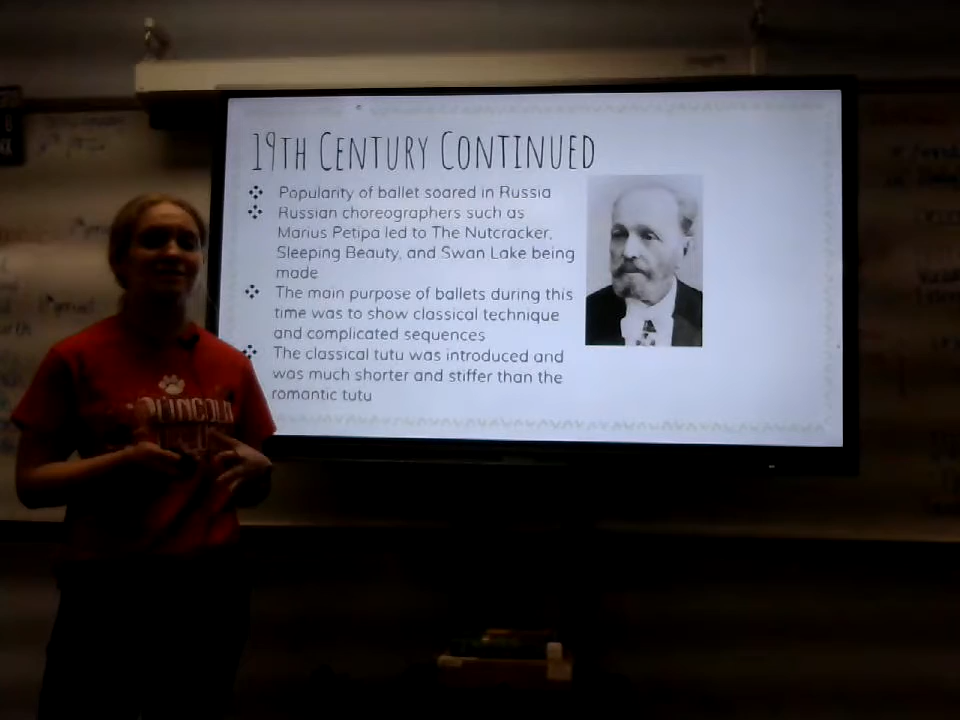 19TH CENTURY CONTINUED
Popularity of ballet soared in Russia
Russian choreographers such as
Marius Petipa led to The Nutcracker,
Sleeping Beauty, and Swan Lake being
made
The main purpose of ballets during this
time was to show classical technique
and complicated sequences
The classical tutu was introduced and
was much shorter and stiffer than the
romantic tutu